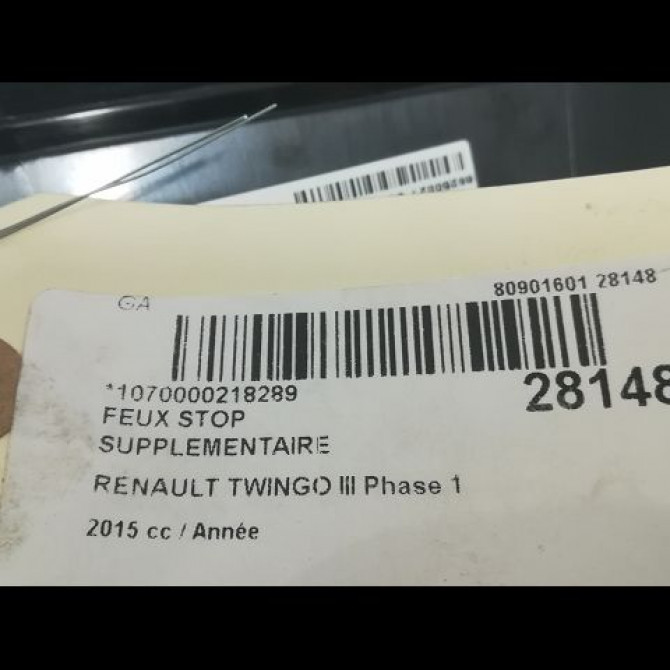 GA
80901601 28148
*1070000218289
28148
FEUX STOP
SUPPLEMENTAIRE
RENAULT TWINGO III Phase 1
2015 cc / Année